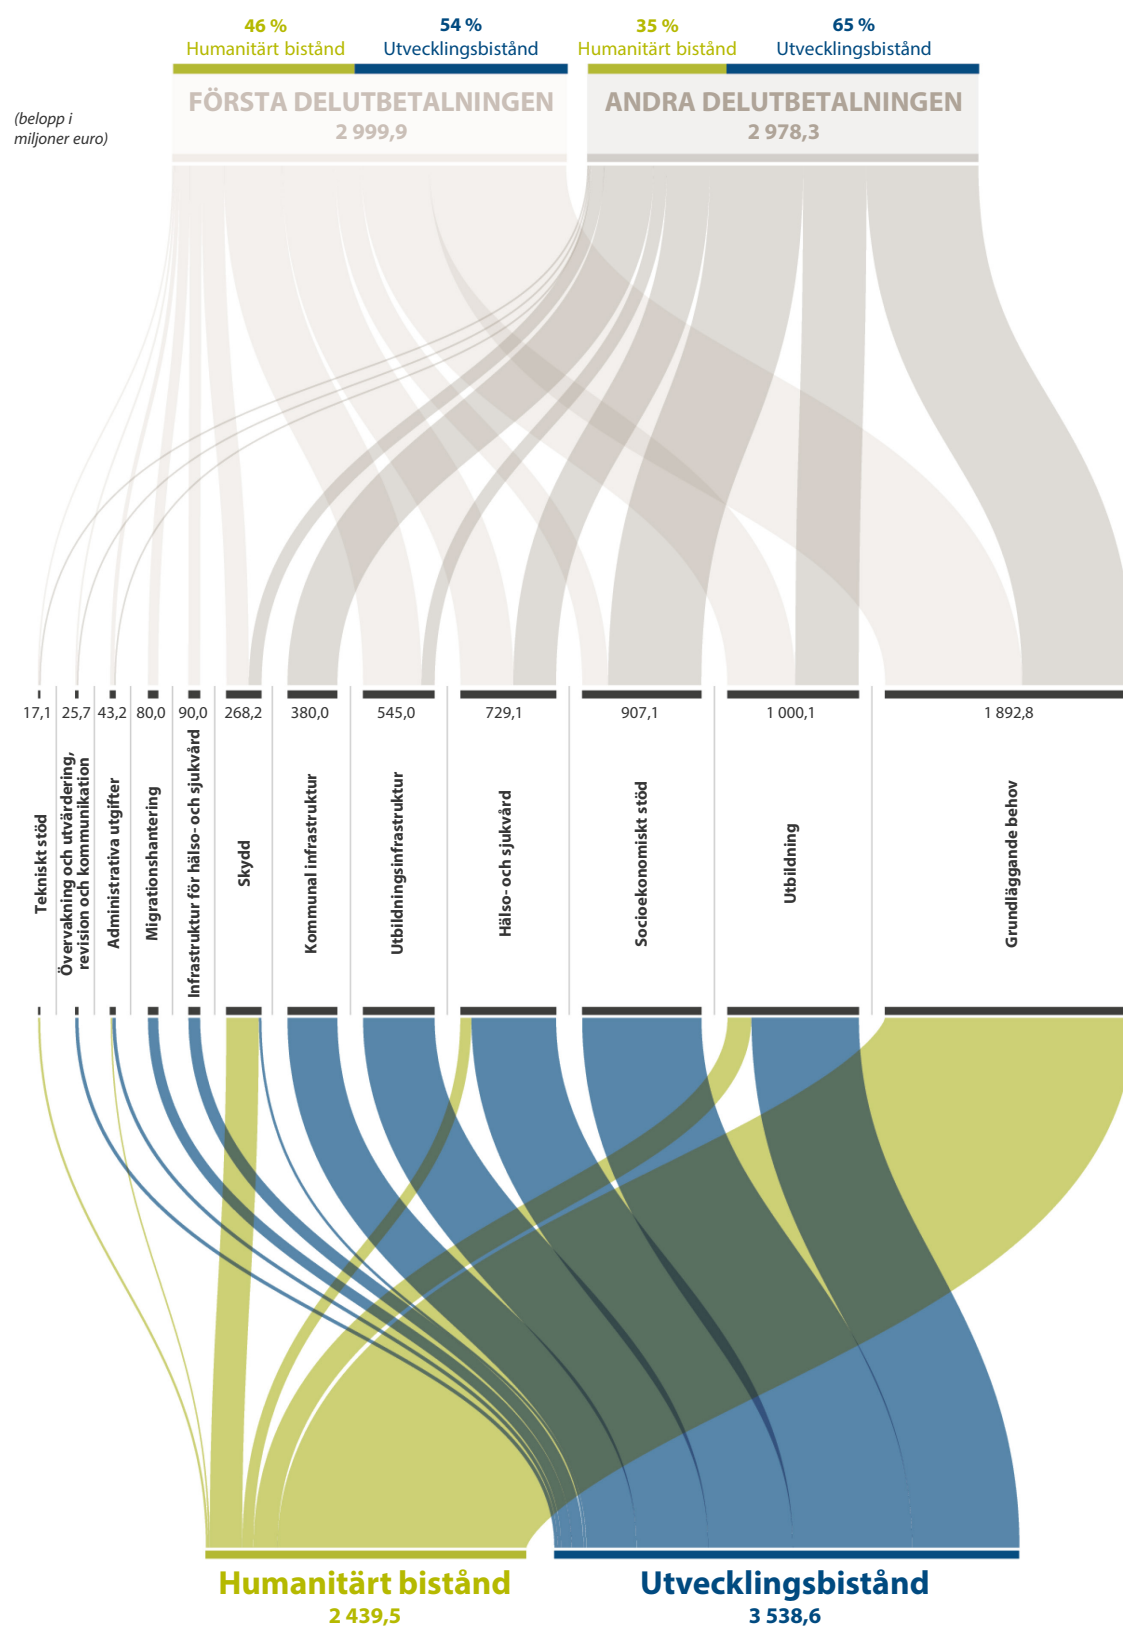 46 %
Humanitärt bistånd
54 %
Utvecklingsbistånd
35 %
Humanitärt bistånd
65 %
Utvecklingsbistånd
(belopp i
miljoner euro)
FÖRSTA DELUTBETALNINGEN
2 999,9
ANDRA DELUTBETALNINGEN
2 978,3
17,1
25,7
43,2
80,0
90,0
268,2
380,0
545,0
729,1
907,1
1 000,1
1 892,8
Tekniskt stöd
Övervakning och utvärdering,
revision och kommunikation
Administrativa utgifter
Migrationshantering
Infrastruktur för hälso- och sjukvård
Skydd
Kommunal infrastruktur
Utbildningsinfrastruktur
Hälso- och sjukvård
Socioekonomiskt stöd
Utbildning
Grundläggande behov
Humanitärt bistånd
2 439,5
Utvecklingsbistånd
3 538,6